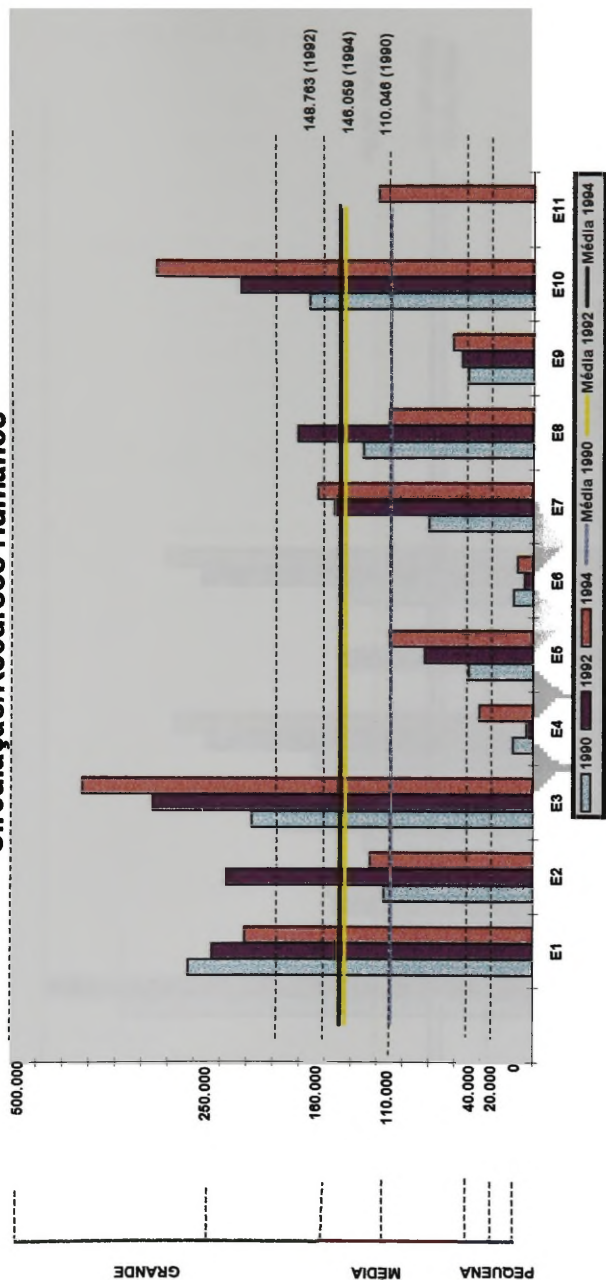 Circulação/Recursos Humanos
GRANDE
MÉDIA
PEQUENA
500.000
250.000
180.000
110.000
40.000
20.000
0
148.763 (1992)
146.059 (1994)
110.046 (1990)
E1 E2 E3 E4 E5 E6 E7 E8 E9 E10 E11
1990 1992 1994 Média 1990 Média 1992 Média 1994